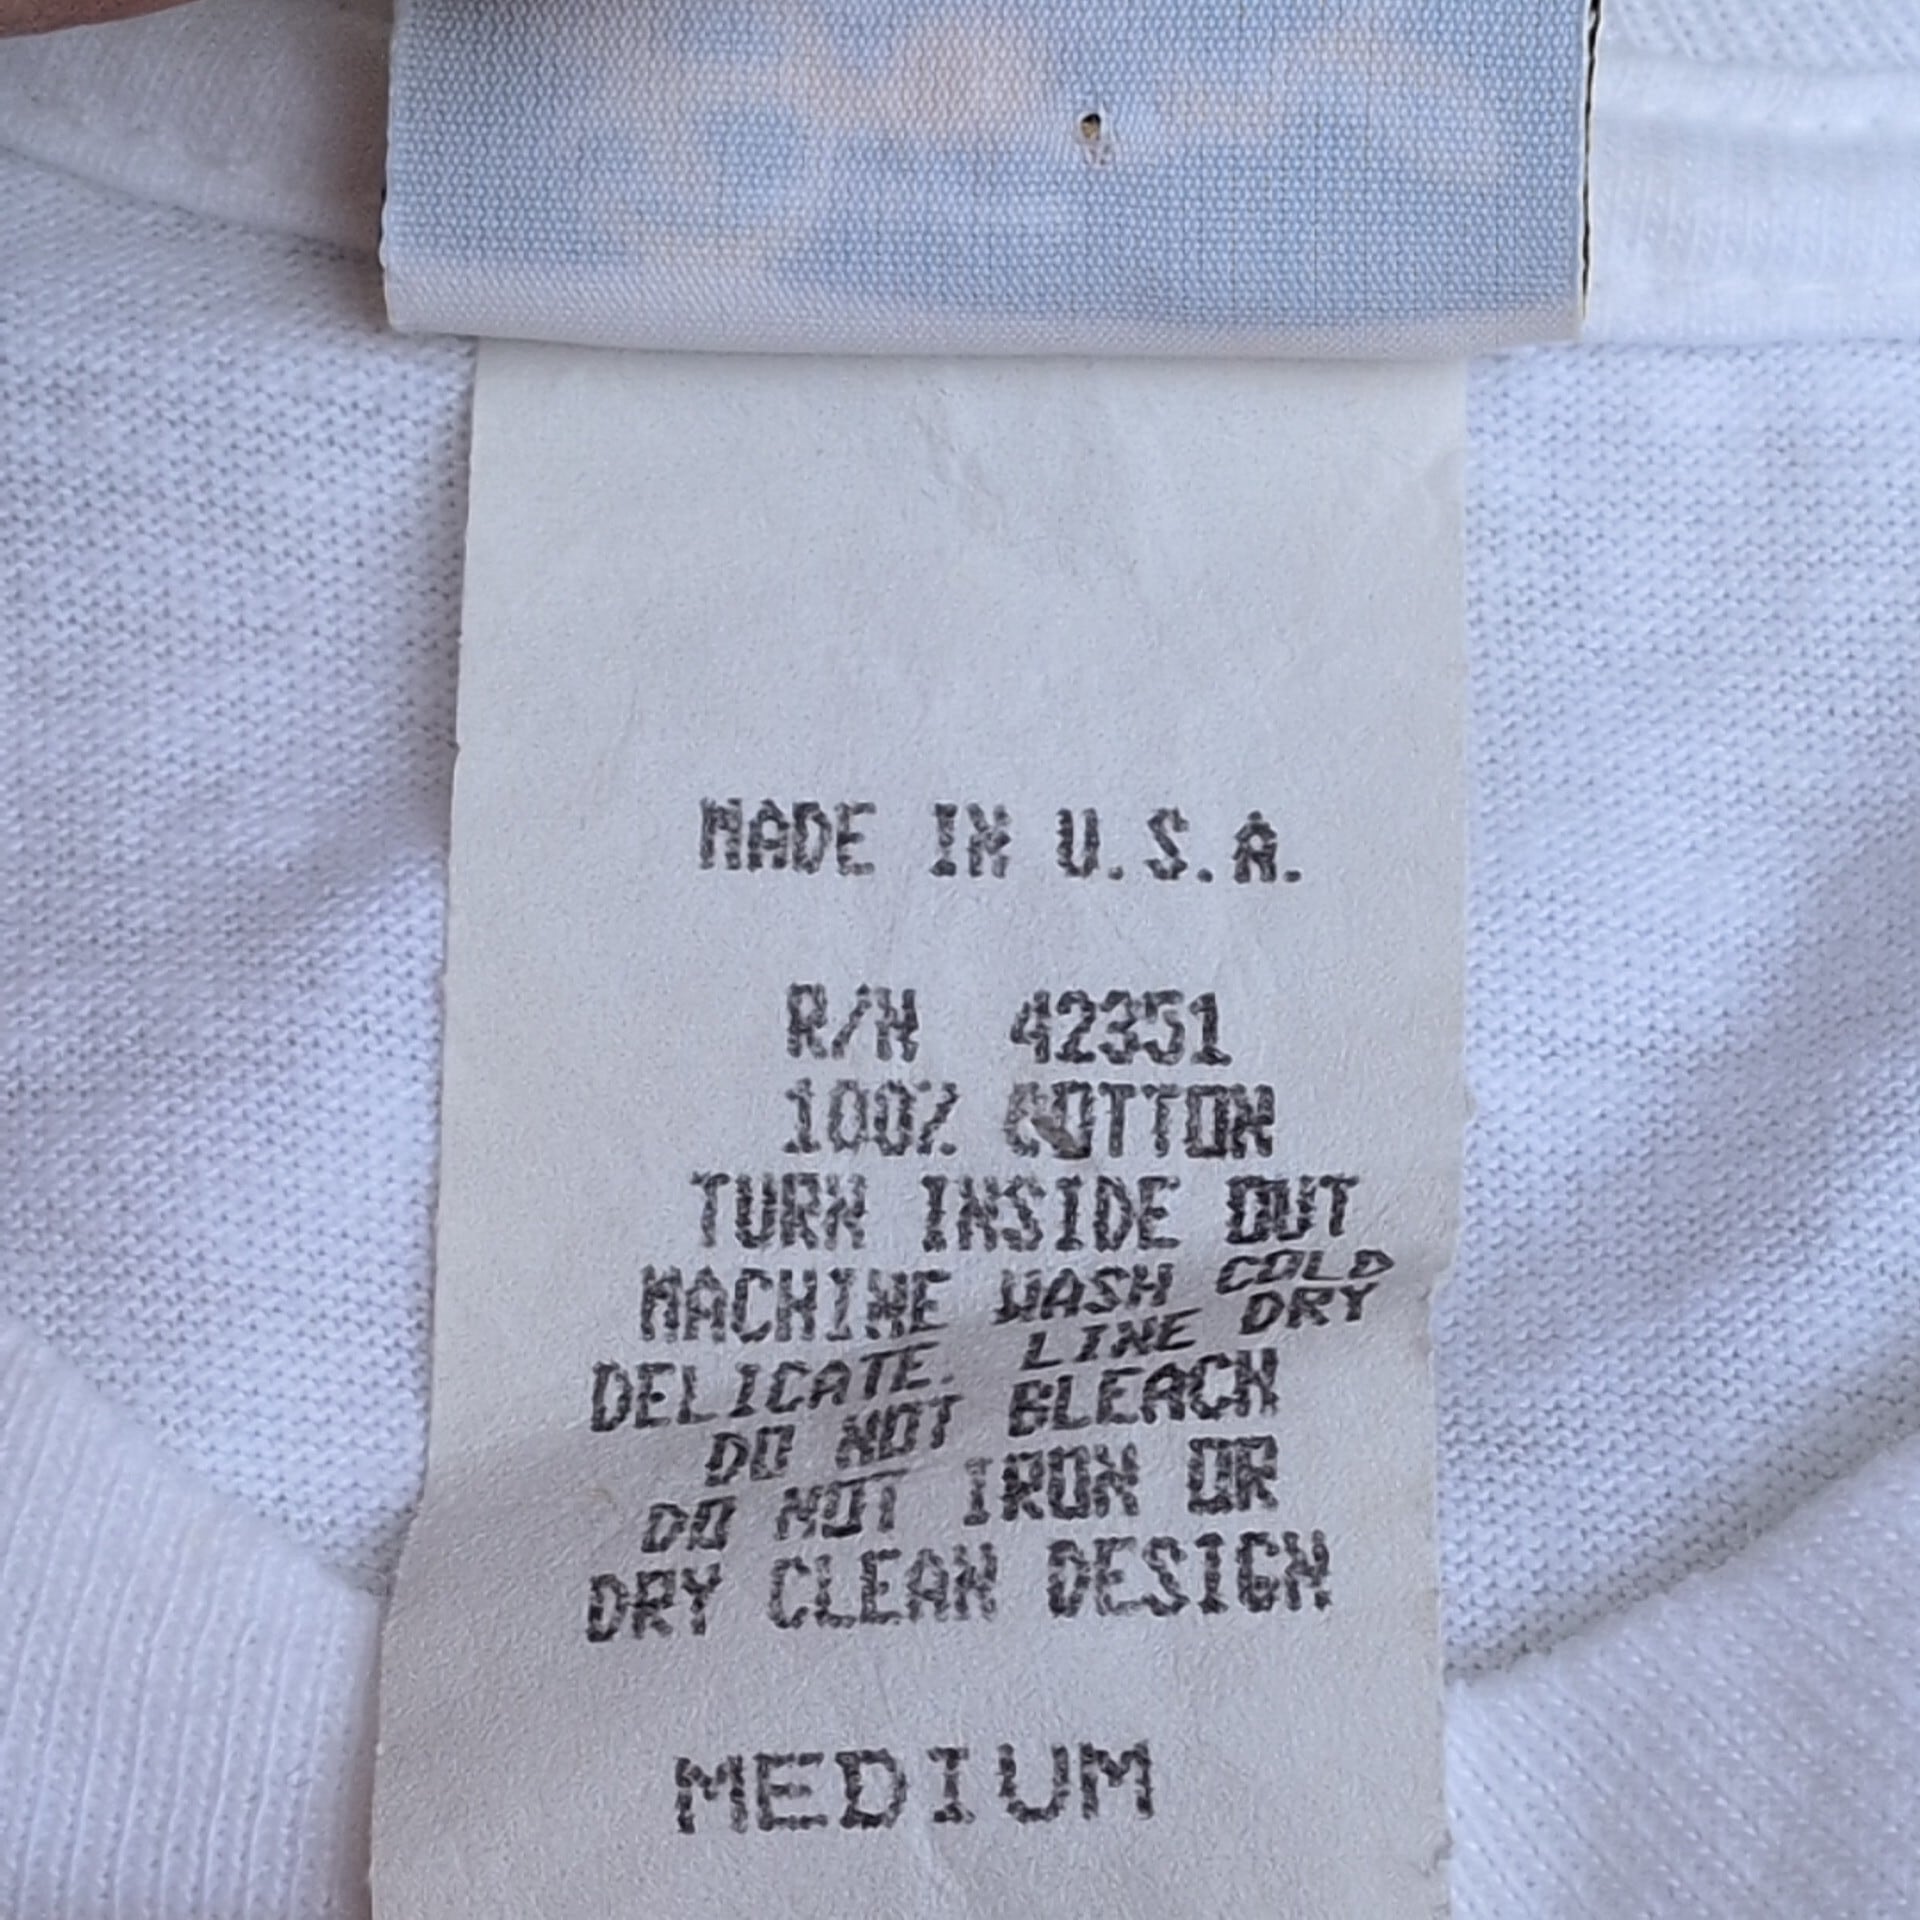 MADE IN U.S.A.
R/N 42351
100% COTTON
TURN INSIDE OUT
MACHINE WASH COLD
DELICATE. LINE DRY
DO NOT BLEACH
DO NOT IRON OR
DRY CLEAN DESIGN
MEDIUM